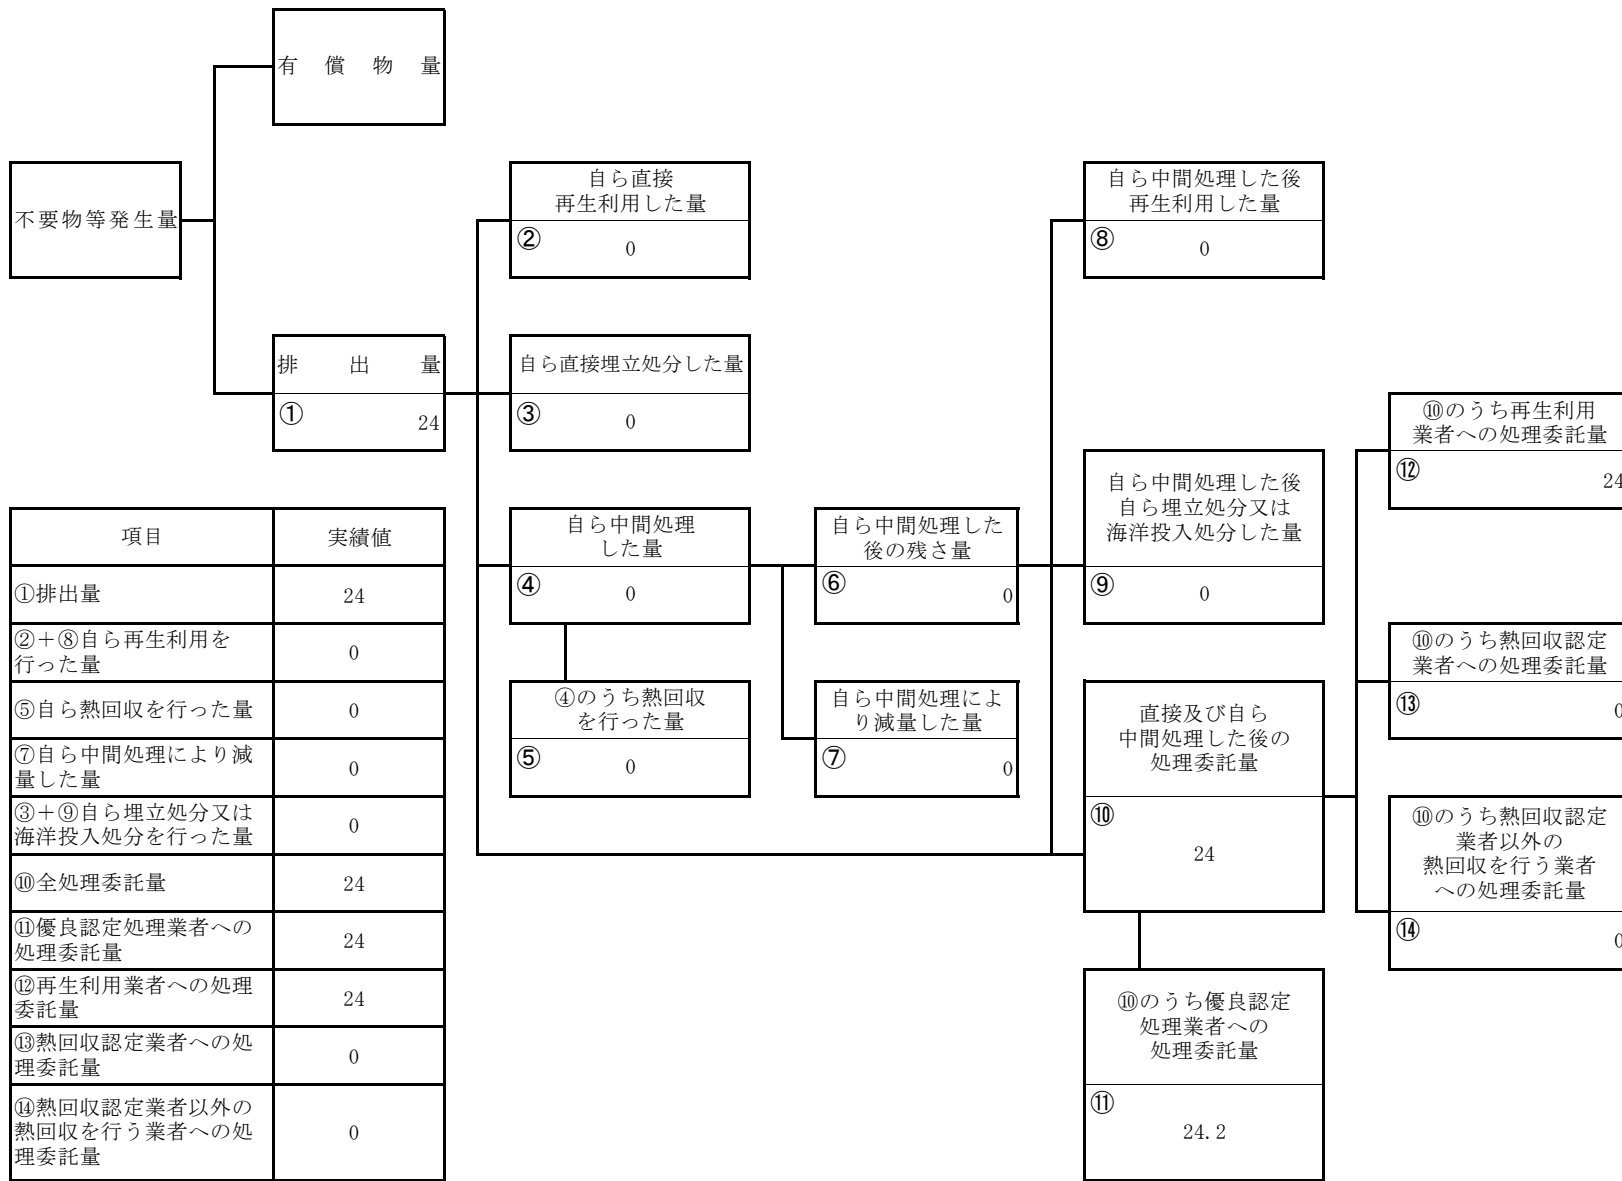 有償物量
不要物等発生量
排出量
①
24
自ら直接
再生利用した量
②
0
自ら直接埋立処分した量
③
0
自ら中間処理
した量
④
0
④のうち熱回収
を行った量
⑤
0
自ら中間処理した
後の残さ量
⑥
0
自ら中間処理によ
り減量した量
⑦
0
自ら中間処理した後
再生利用した量
⑧
0
自ら中間処理した後
自ら埋立処分又は
海洋投入処分した量
⑨
0
直接及び自ら
中間処理した後の
処理委託量
⑩
24
⑩のうち優良認定
処理業者への
処理委託量
⑪
24.2
⑩のうち再生利用
業者への処理委託量
⑫
24
⑩のうち熱回収認定
業者への処理委託量
⑬
0
⑩のうち熱回収認定
業者以外の
熱回収を行う業者
への処理委託量
⑭
0
項目 実績値
①排出量 24
②＋⑧自ら再生利用を
行った量 0
⑤自ら熱回収を行った量 0
⑦自ら中間処理により減
量した量 0
③＋⑨自ら埋立処分又は
海洋投入処分を行った量 0
⑩全処理委託量 24
⑪優良認定処理業者への
処理委託量 24
⑫再生利用業者への処理
委託量 24
⑬熱回収認定業者への処
理委託量 0
⑭熱回収認定業者以外の
熱回収を行う業者への処
理委託量 0